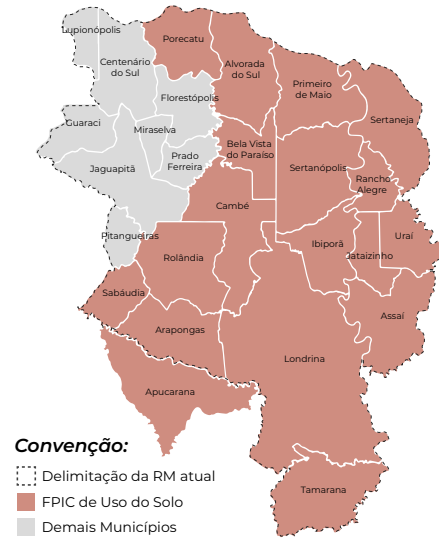 Lupionópolis
Porecatu
Centenário
do Sul
Alvorada
do Sul
Primeiro
de Maio
Florestópolis
Guaraci
Miraselva
Sertaneja
Bela Vista
do Paraíso
Prado
Ferreira
Jaguapitã
Sertanópolis
Rancho
Alegre
Cambé
Pitangueiras
Uraí
Ibiporã
Jataizinho
Rolândia
Sabáudia
Assaí
Arapongas
Londrina
Apucarana
Tamarana
Convenção:
Delimitação da RM atual
FPIC de Uso do Solo
Demais Municípios